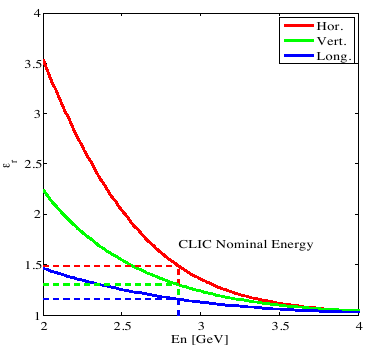 4
3.5
3
2.5
2
1.5
1
εr
Hor.
Vert.
Long.
CLIC Nominal Energy
2
2.5
3
3.5
4
En [GeV]